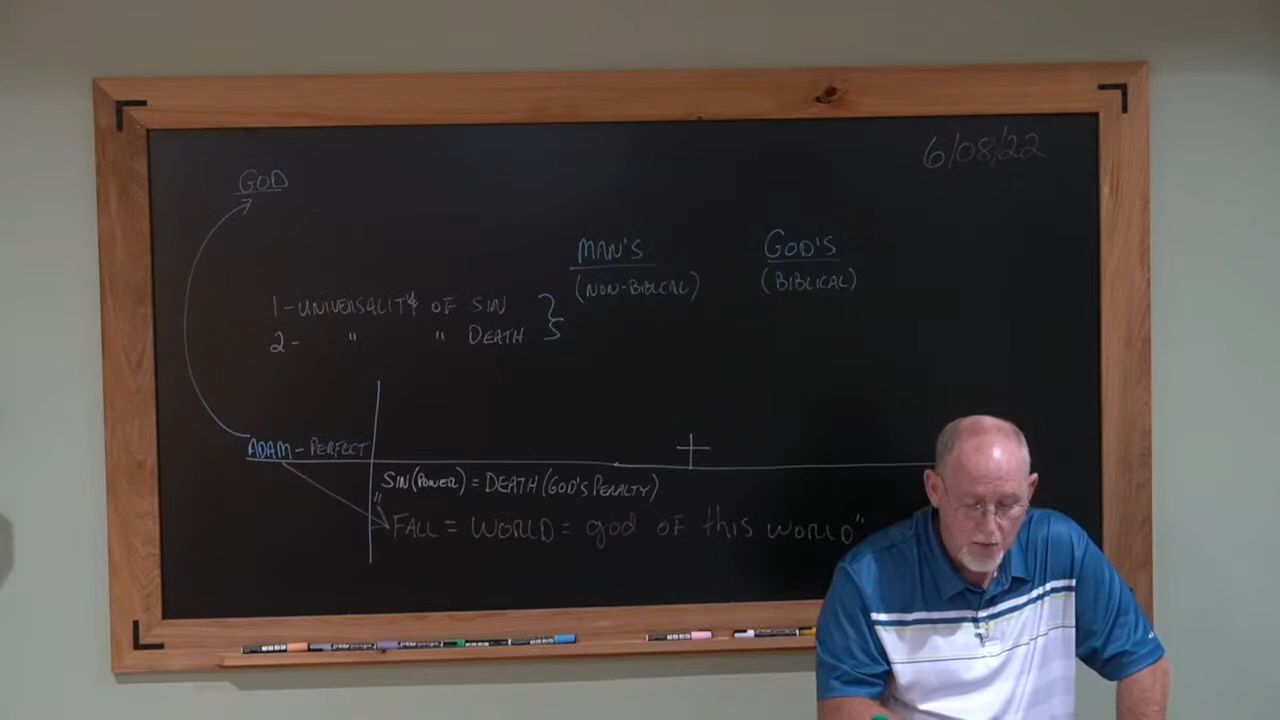 6/08/22
GOD
MAN'S
GOD'S
(NON-BIBLCAL)
(BIBLICAL)
1-UNIVERSALITY OF SIN
2- " " DEATH
ADAM-PERFECT
SIN(POWER) = DEATH(GOD'S PENALTY)
"FALL = WORLD = god of this WORLD"